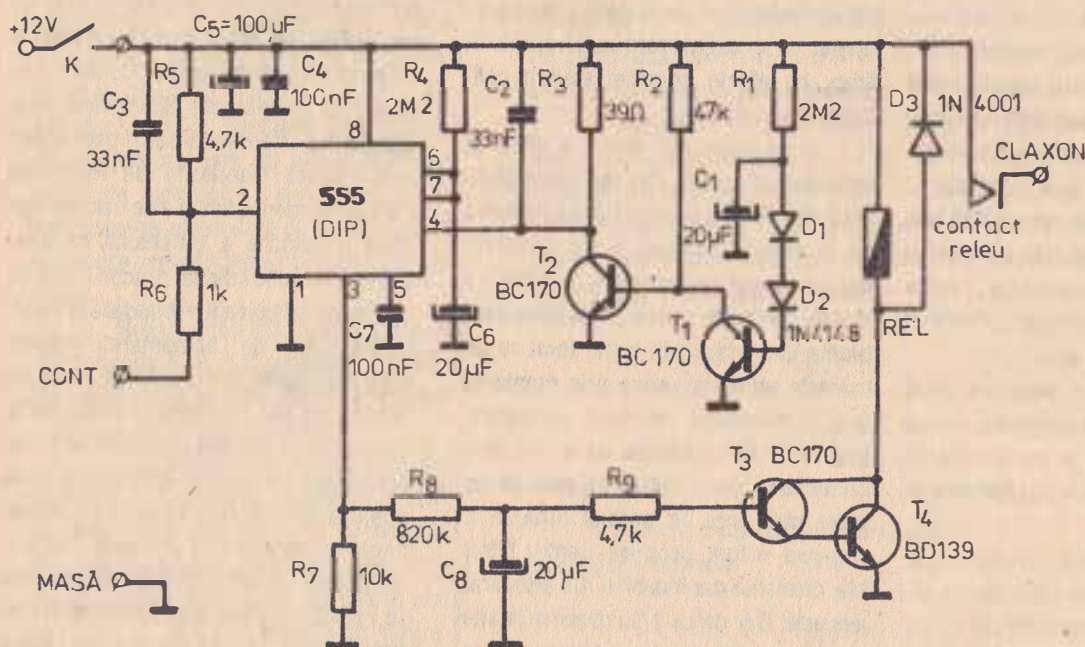 +12V
K
C5=100µF
R5
4,7k
C3
33nF
C4
100nF
R4
2M2
C2
33nF
R3
39Ω
R2
47k
R1
2M2
D3
1N 4001
CLAXON
contact
releu
8
6
7
4
2
555
(DIP)
1
3
5
C1
20µF
D1
D2
1N4148
T2
BC170
T1
BC170
REL
R6
1k
CONT
C7
100nF
C6
20µF
T3
BC170
T4
BD139
R8
820k
R9
4,7k
R7
10k
C8
20µF
MASĂ